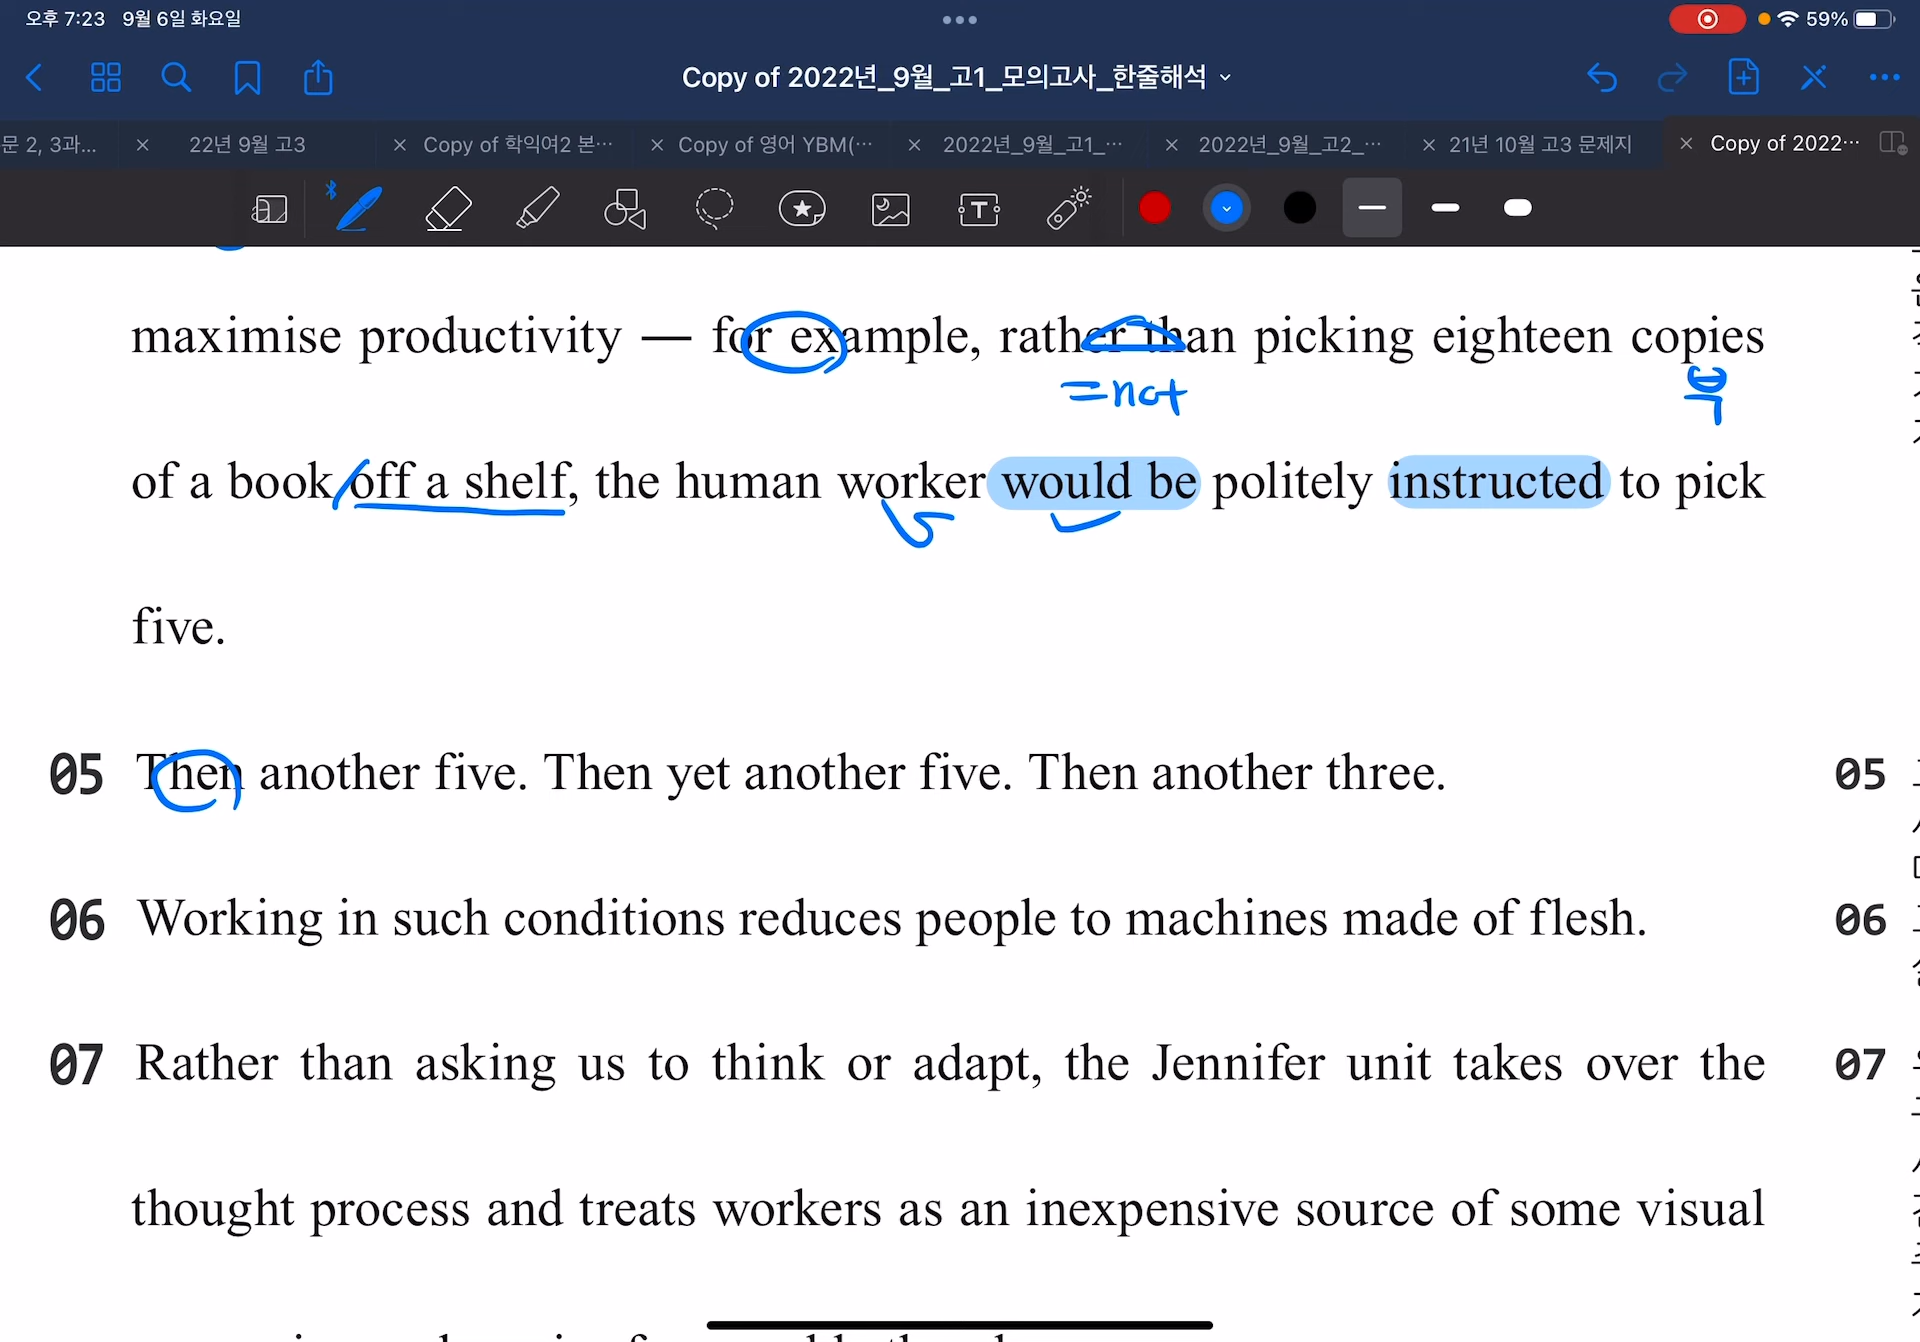 오후 7:23 9월 6일 화요일
59%
Copy of 2022년_9월_고1_모의고사_한줄해석
문 2, 3과...
22년 9월 고3
Copy of 학익여2 본...
Copy of 영어 YBM(...
2022년_9월_고1_...
2022년_9월_고2_...
21년 10월 고3 문제지
Copy of 2022...
maximise productivity — for example, rather than picking eighteen copies
=not
부
of a book off a shelf, the human worker would be politely instructed to pick
five.
05 Then another five. Then yet another five. Then another three.
05
06 Working in such conditions reduces people to machines made of flesh.
06
07 Rather than asking us to think or adapt, the Jennifer unit takes over the
07
thought process and treats workers as an inexpensive source of some visual